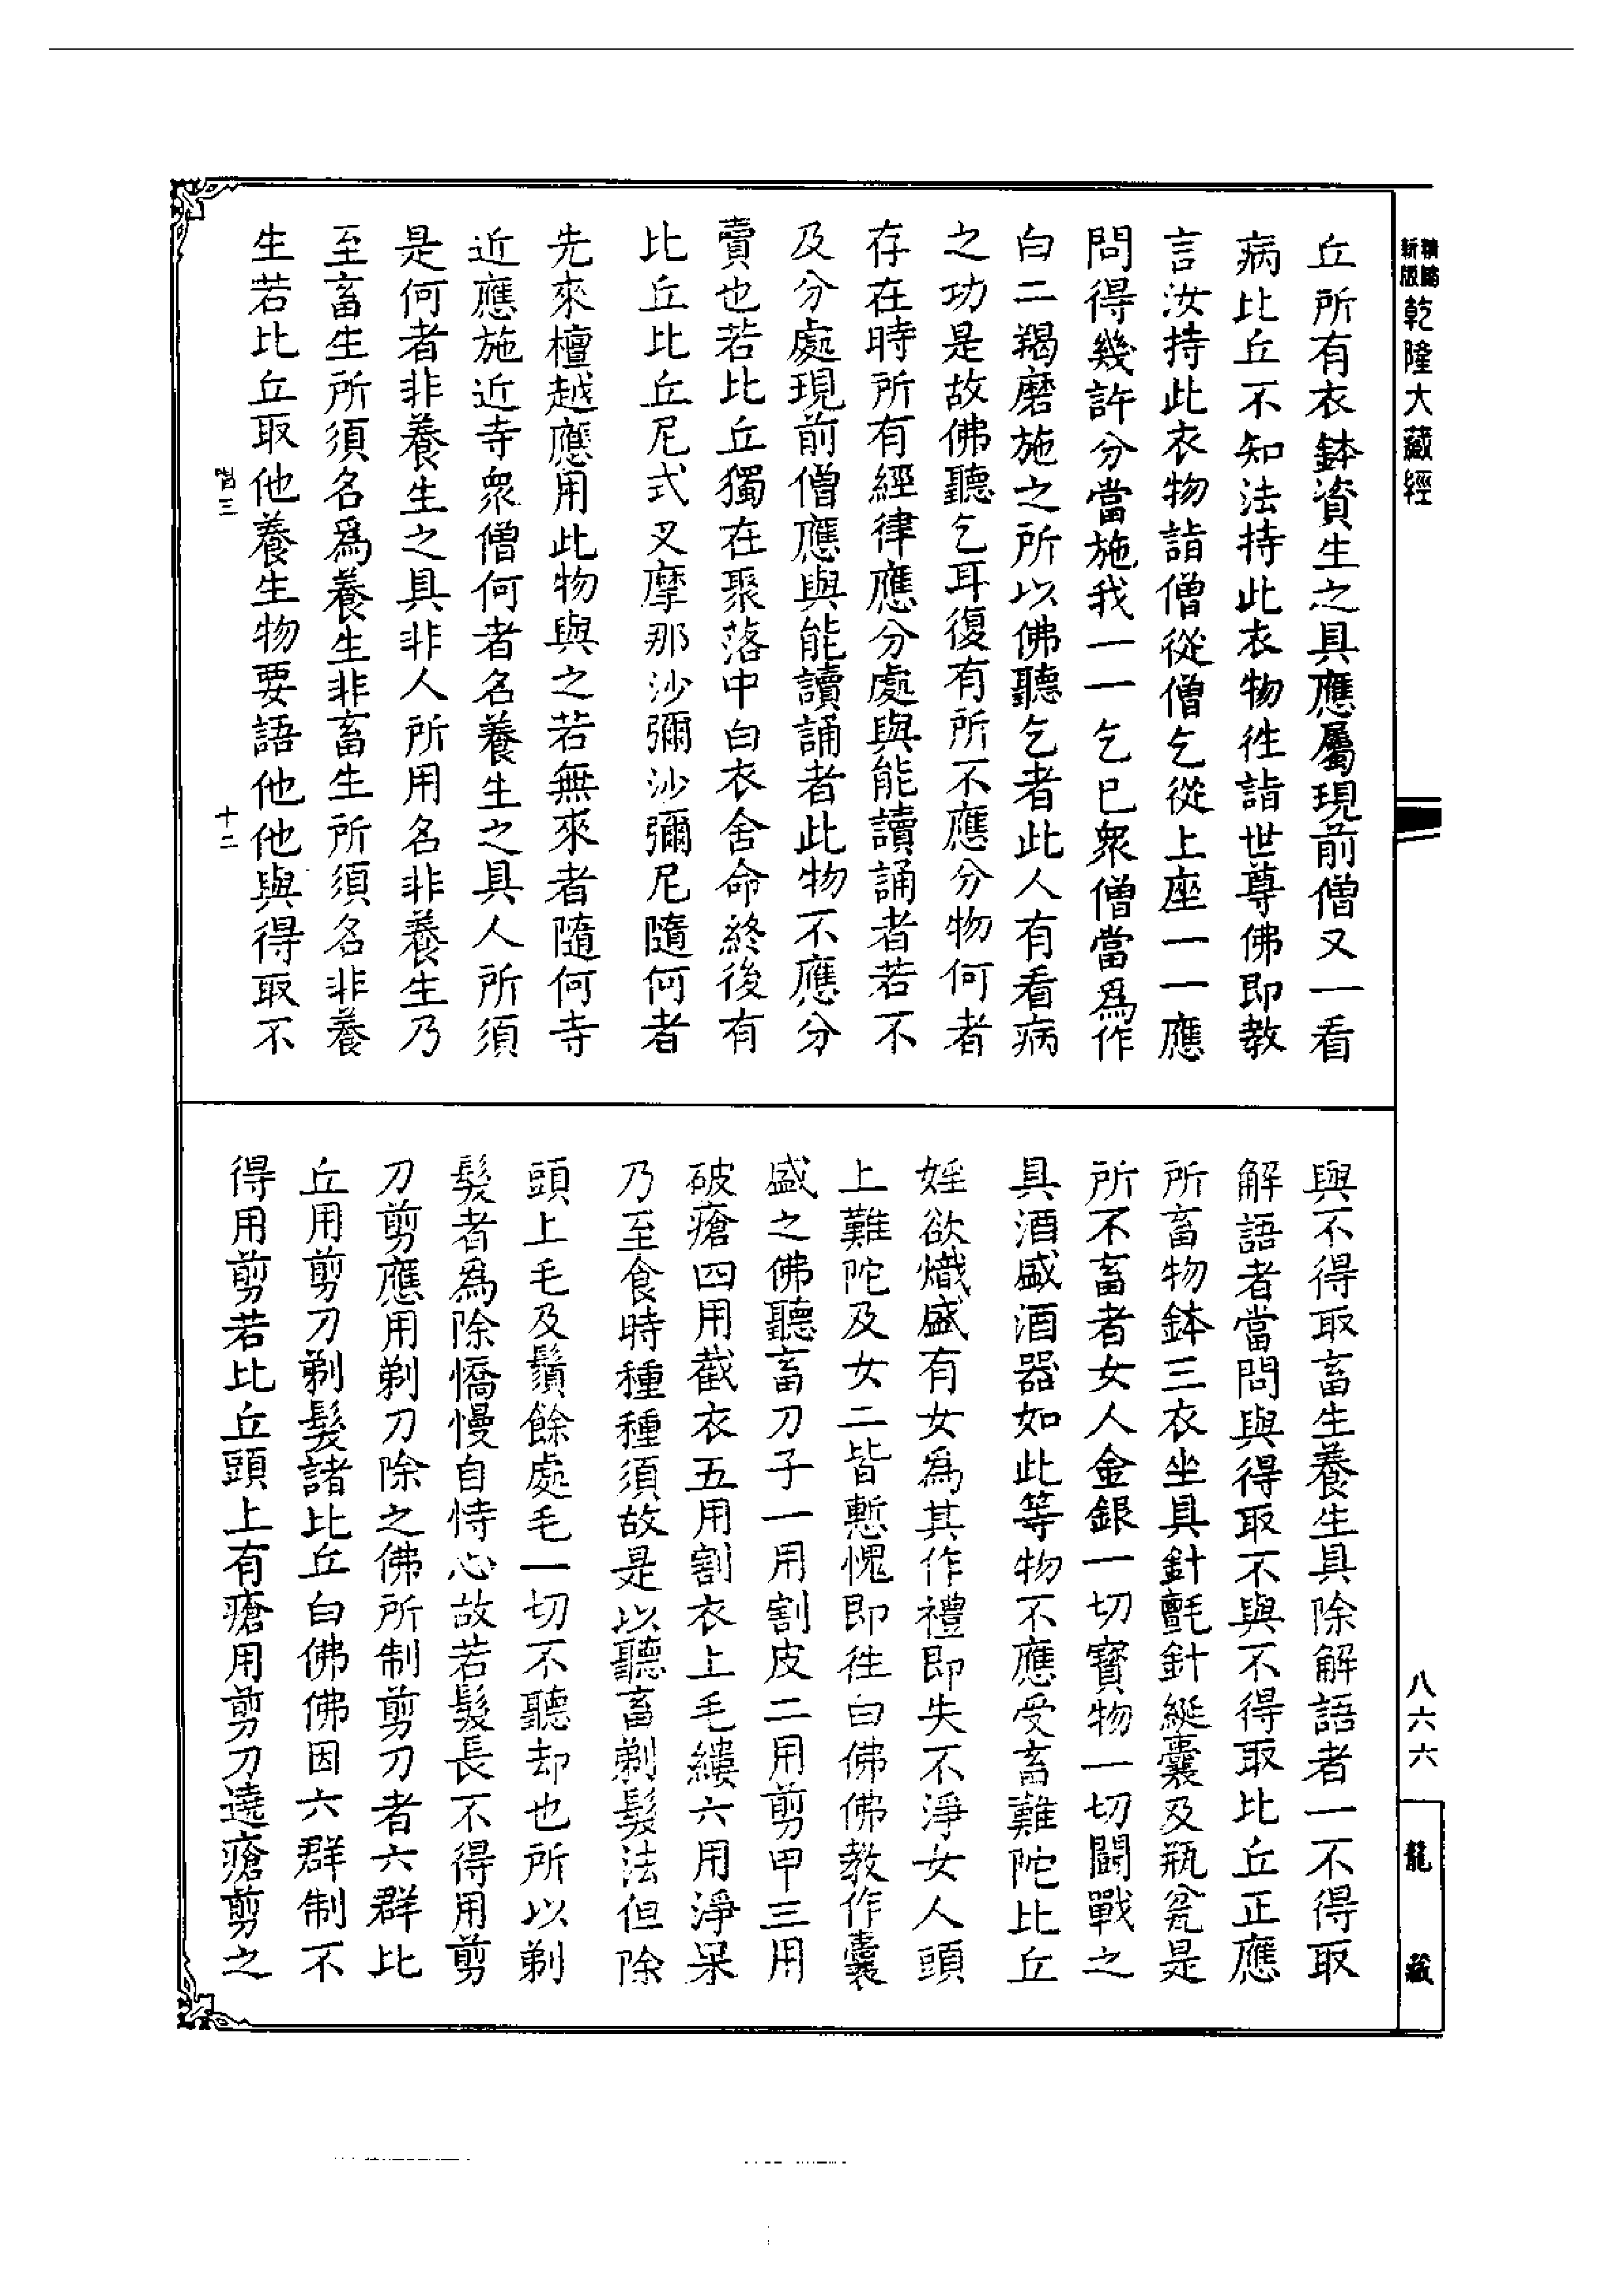 精縮新版乾隆大藏經
丘所有衣鉢資生之具應屬現前僧又一看
病比丘不知法持此衣物徃詣世尊佛即教
言汝持此衣物詣僧從僧乞從上座一一應
問得幾許分當施我一一乞已衆僧當爲作
白二羯磨施之所以佛聽乞者此人有看病
之功是故佛聽乞耳復有所不應分物何者
存在時所有經律應分處與能讀誦者若不
及分處現前僧應與能讀誦者此物不應分
賣也若比丘獨在聚落中白衣舍命終後有
比丘比丘尼式叉摩那沙彌沙彌尼隨何者
先來檀越應用此物與之若無來者隨何寺
近應施近寺衆僧何者名養生之具人所須
是何者非養生之具非人所用名非養生乃
至畜生所須名爲養生非畜生所須名非養
生若比丘取他養生物要語他他與得取不
十二
與不得取畜生養生具除解語者一不得取
解語者當問與得取不與不得取比丘正應
所畜物鉢三衣坐具針氈針綖囊及瓶瓮是
所不畜者女人金銀一切寶物一切鬪戰之
具酒盛酒器如此等物不應受畜難陀比丘
婬欲熾盛有女爲其作禮即失不淨女人頭
上難陀及女二皆慙愧即徃白佛佛教作囊
盛之佛聽畜刀子一用割皮二用剪甲三用
破瘡四用截衣五用割衣上毛縷六用淨果
乃至食時種種須故是以聽畜剃髮法但除
頭上毛及鬚餘處毛一切不聽却也所以剃
髮者爲除憍慢自恃心故若髮長不得用剪
刀剪應用剃刀除之佛所制剪刀者六群比
丘用剪刀剃髮諸比丘白佛佛因六群制不
得用剪若比丘頭上有瘡用剪刀遶瘡剪之
八六六
龍藏